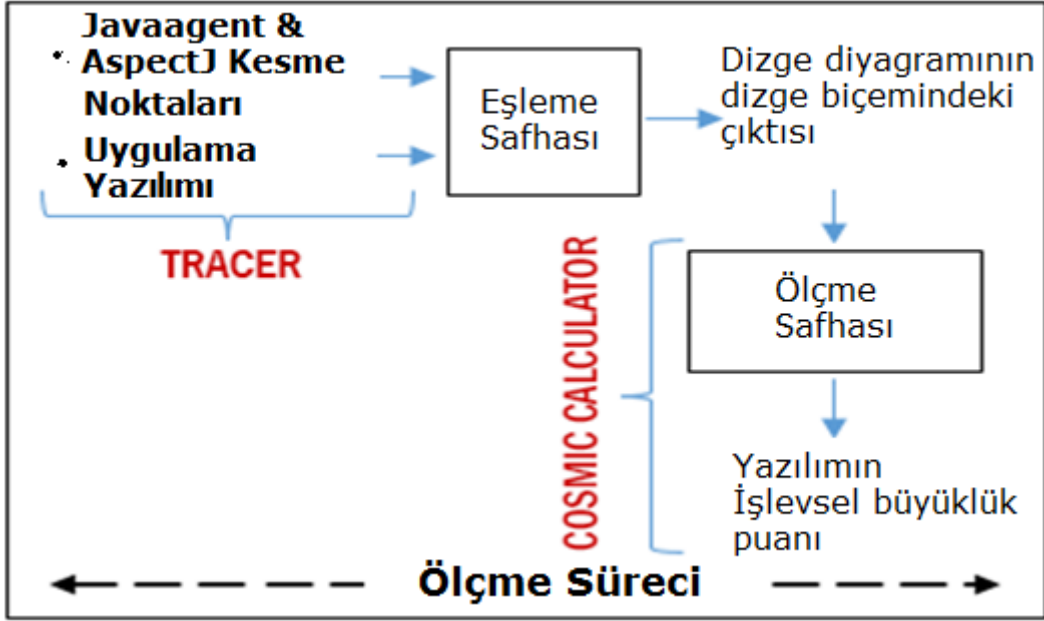 Javaagent &
AspectJ Kesme
Noktaları
Uygulama
Yazılımı
TRACER
Eşleme
Safhası
Dizge diyagramının
dizge biçemindeki
çıktısı
COSMIC CALCULATOR
Ölçme
Safhası
Yazılımın
İşlevsel büyüklük
puanı
Ölçme Süreci